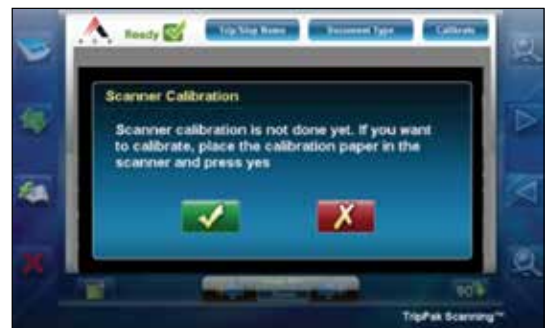 Ready
Trip/Stop Name
Document Type
Calibrate
Scanner Calibration
Scanner calibration is not done yet. If you want
to calibrate, place the calibration paper in the
scanner and press yes
90°
TripPak Scanning™